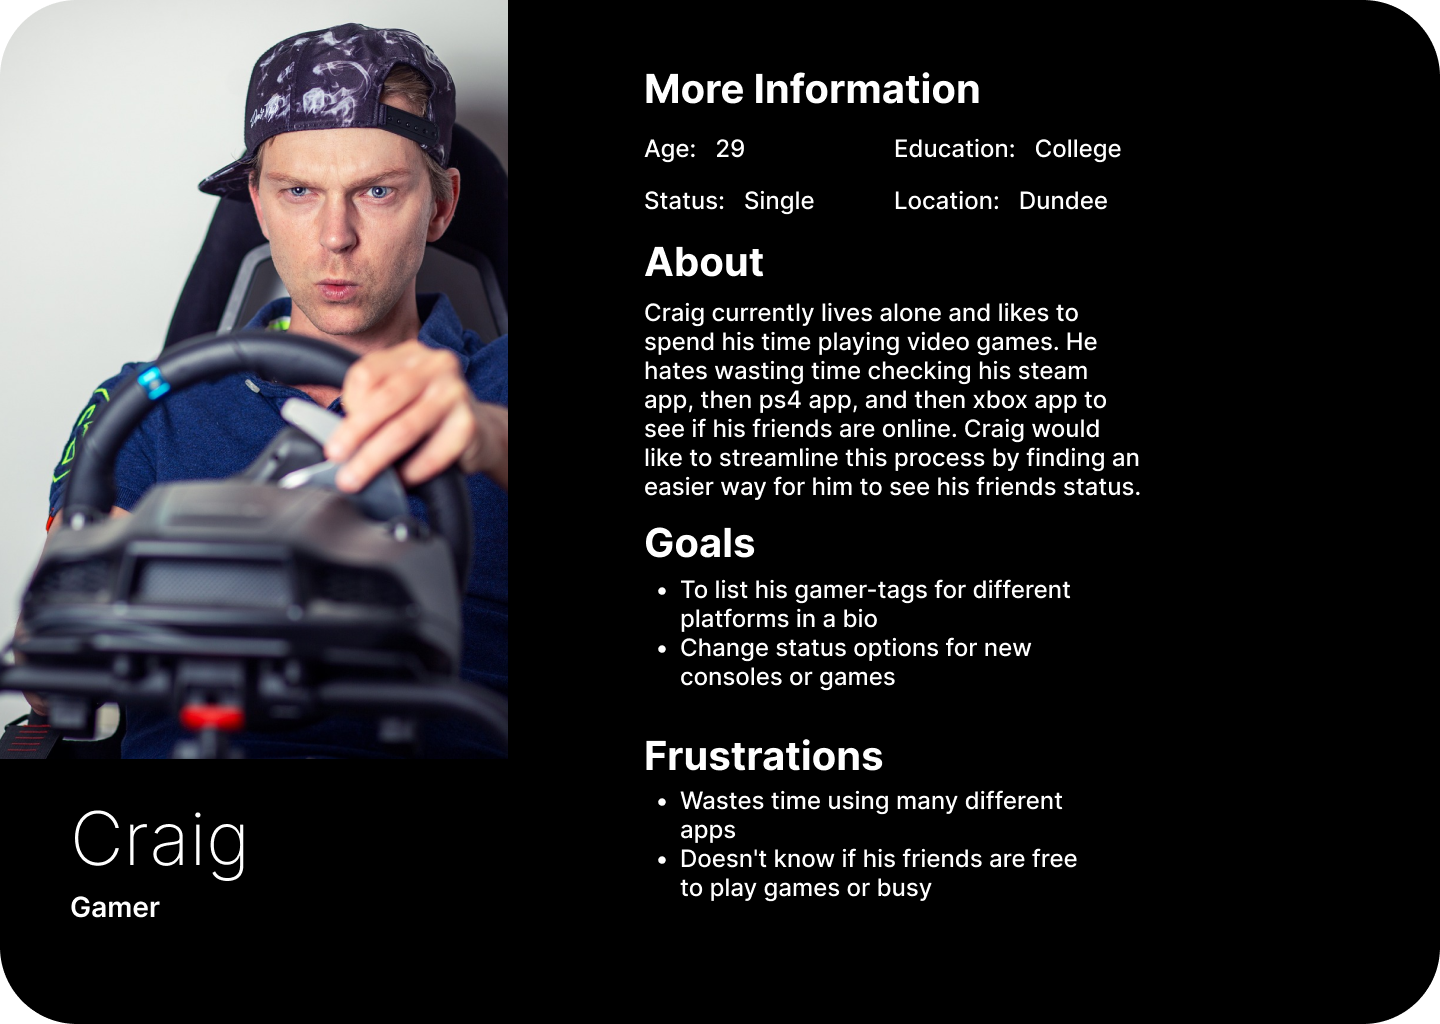 More Information
Age: 29 Education: College
Status: Single Location: Dundee
About
Craig currently lives alone and likes to
spend his time playing video games. He
hates wasting time checking his steam
app, then ps4 app, and then xbox app to
see if his friends are online. Craig would
like to streamline this process by finding an
easier way for him to see his friends status.
Goals
• To list his gamer-tags for different
platforms in a bio
• Change status options for new
consoles or games
Frustrations
• Wastes time using many different
apps
• Doesn't know if his friends are free
to play games or busy
Craig
Gamer